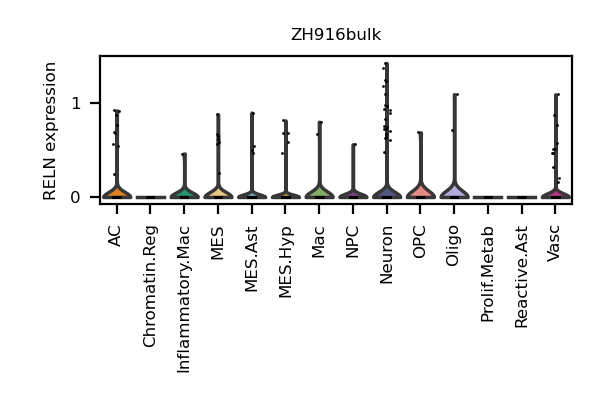 ZH916bulk
RELN expression
1
0
AC
Chromatin.Reg
Inflammatory.Mac
MES
MES.Ast
MES.Hyp
Mac
NPC
Neuron
OPC
Oligo
Prolif.Metab
Reactive.Ast
Vasc